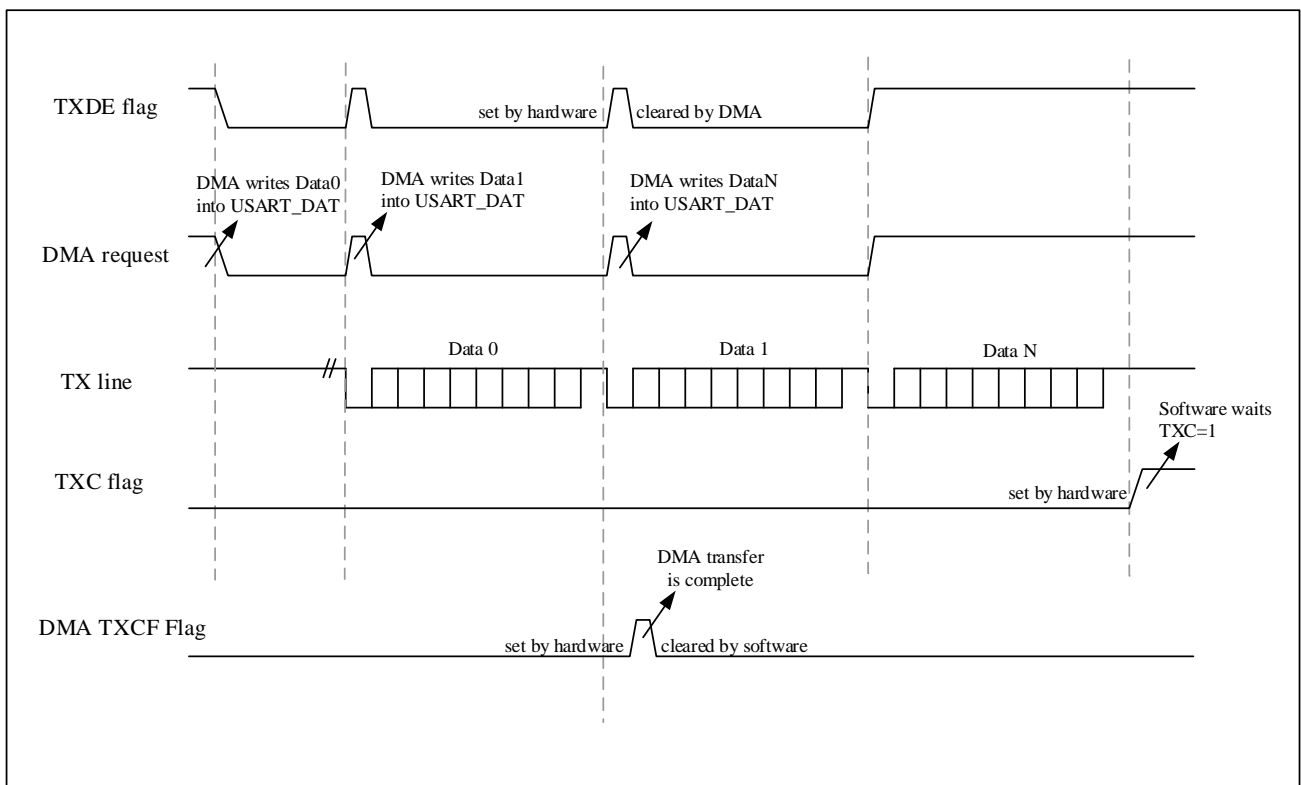 TXDE flag
set by hardware
cleared by DMA
DMA writes Data0
into USART_DAT
DMA writes Data1
into USART_DAT
DMA writes DataN
into USART_DAT
DMA request
Data 0
Data 1
Data N
TX line
Software waits
TXC=1
TXC flag
set by hardware
DMA transfer
is complete
DMA TXCF Flag
set by hardware
cleared by software